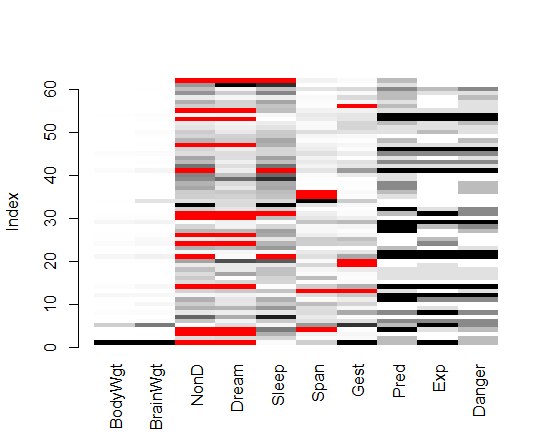 60
50
40
30
20
10
0
Index
BodyWgt
BrainWgt
NonD
Dream
Sleep
Span
Gest
Pred
Exp
Danger